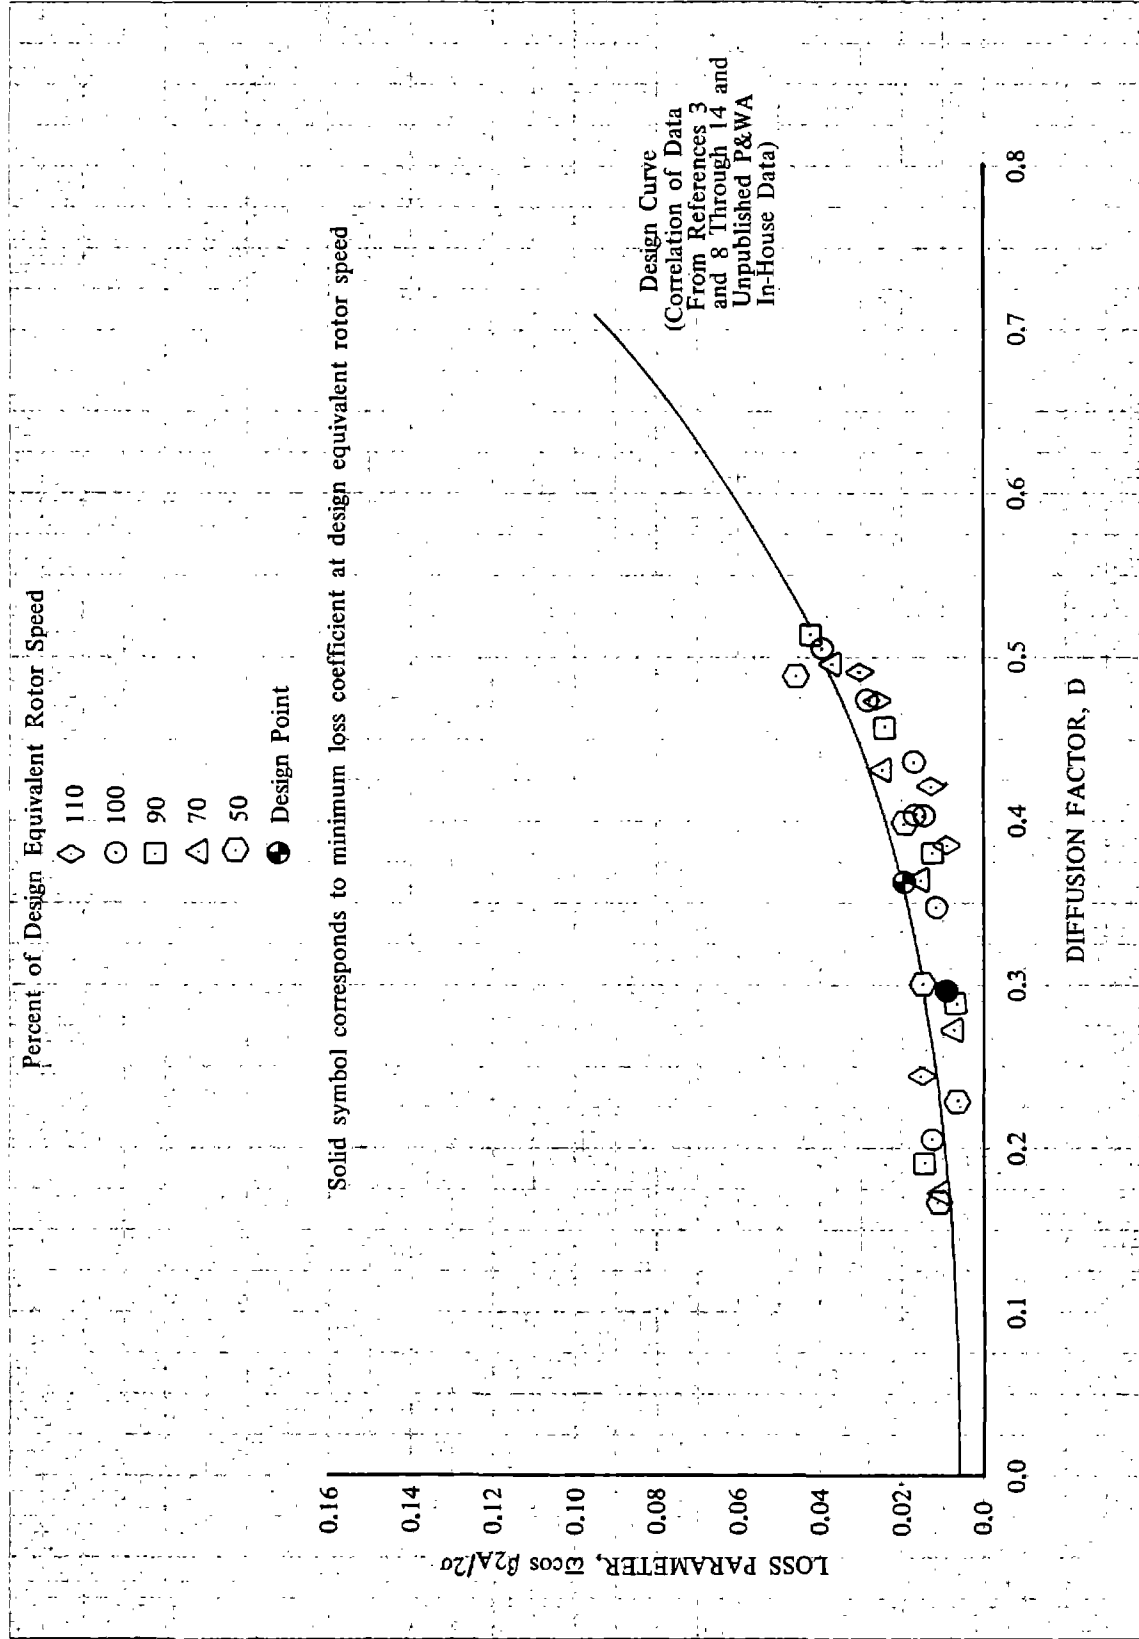 Percent of Design Equivalent Rotor Speed
110
100
90
70
50
Design Point
Solid symbol corresponds to minimum loss coefficient at design equivalent rotor speed
Design Curve
(Correlation of Data
From References 3
and 8 Through 14 and
Unpublished P&WA
In-House Data)
LOSS PARAMETER, ω̅cos β2A/2σ
0.16
0.14
0.12
0.10
0.08
0.06
0.04
0.02
0.0
0.0
0.1
0.2
0.3
0.4
0.5
0.6
0.7
0.8
DIFFUSION FACTOR, D